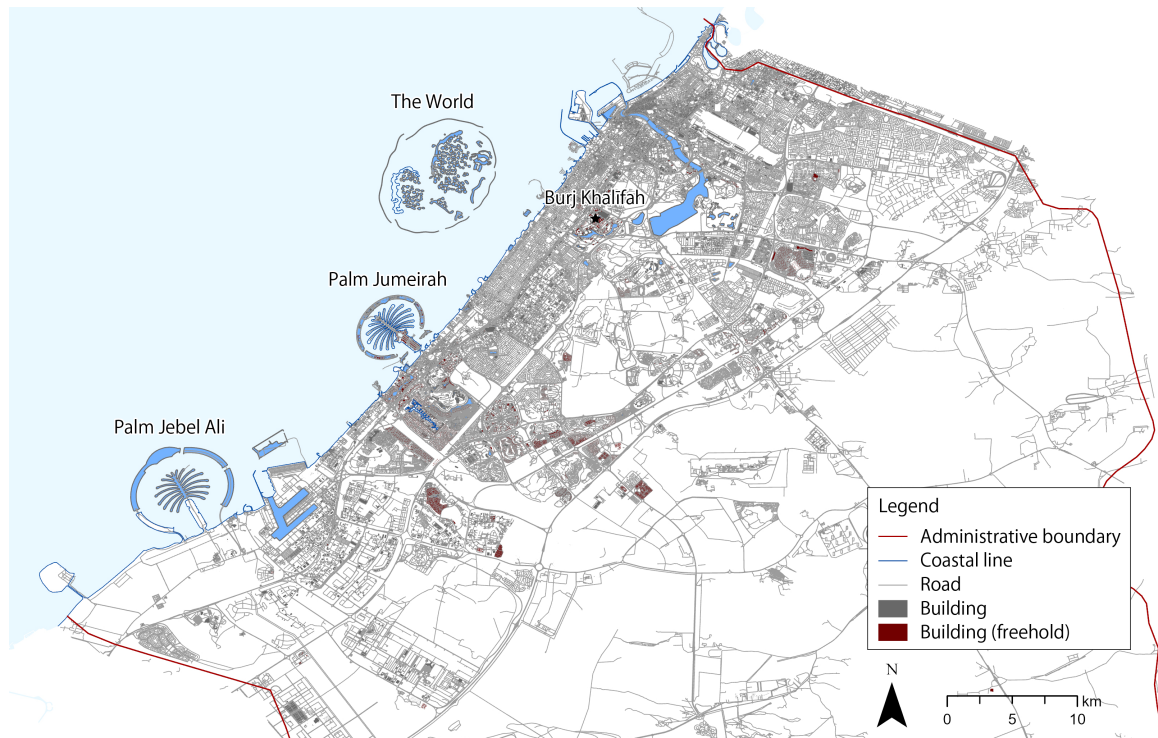 The World
Burj Khalīfah
Palm Jumeirah
Palm Jebel Ali
Legend
Administrative boundary
Coastal line
Road
Building
Building (freehold)
N
km
0 5 10